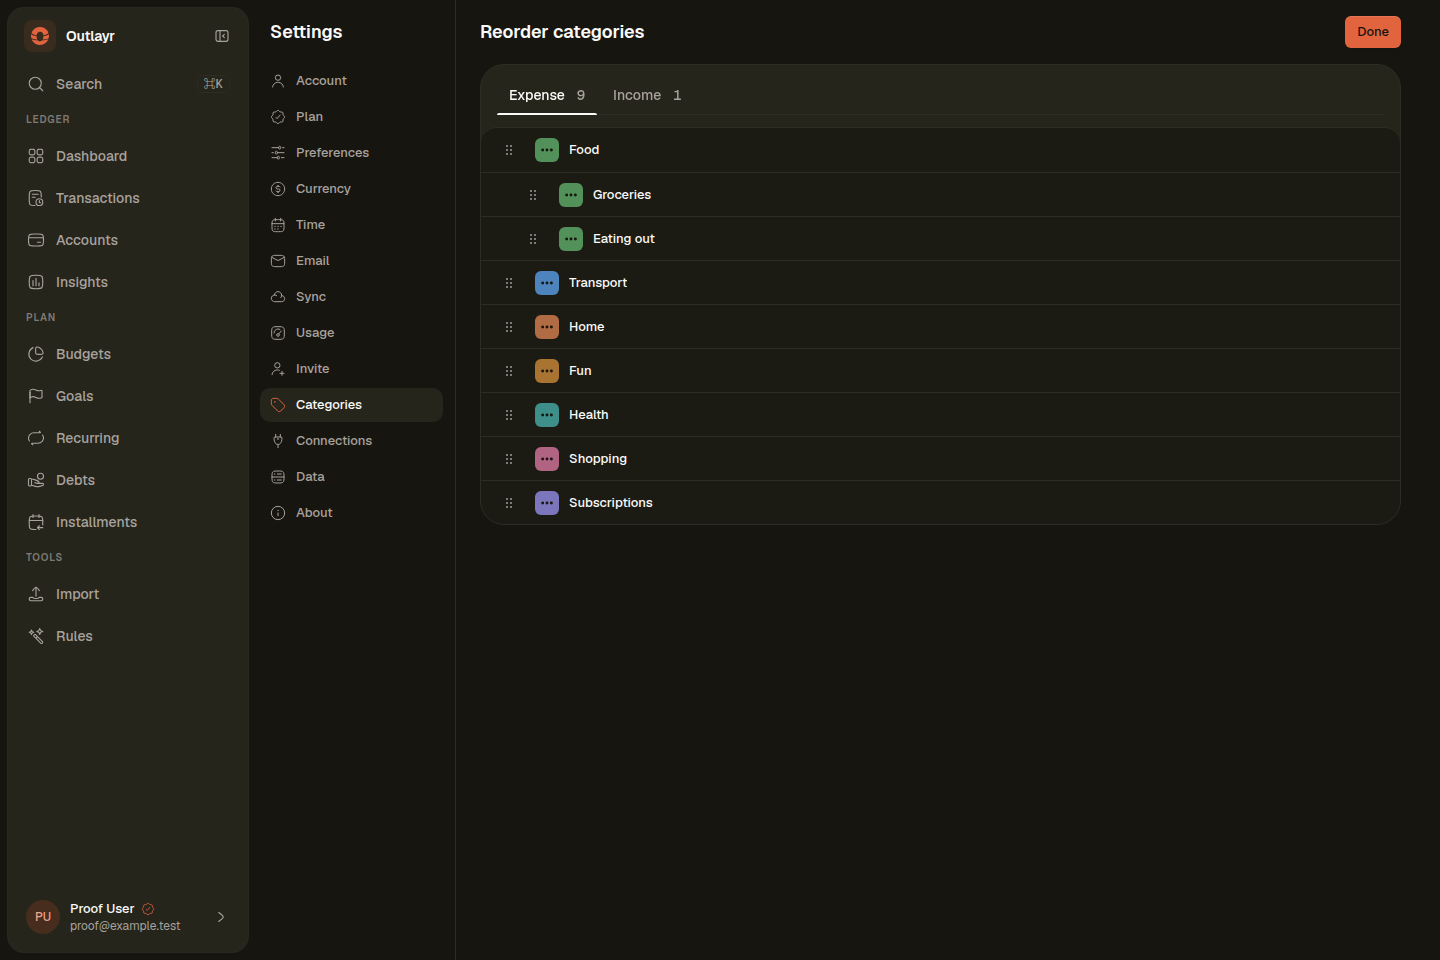 Outlayr
Search ⌘K
LEDGER
Dashboard
Transactions
Accounts
Insights
PLAN
Budgets
Goals
Recurring
Debts
Installments
TOOLS
Import
Rules
PU
Proof User
proof@example.test
Settings
Account
Plan
Preferences
Currency
Time
Email
Sync
Usage
Invite
Categories
Connections
Data
About
Reorder categories
Done
Expense 9 Income 1
Food
Groceries
Eating out
Transport
Home
Fun
Health
Shopping
Subscriptions